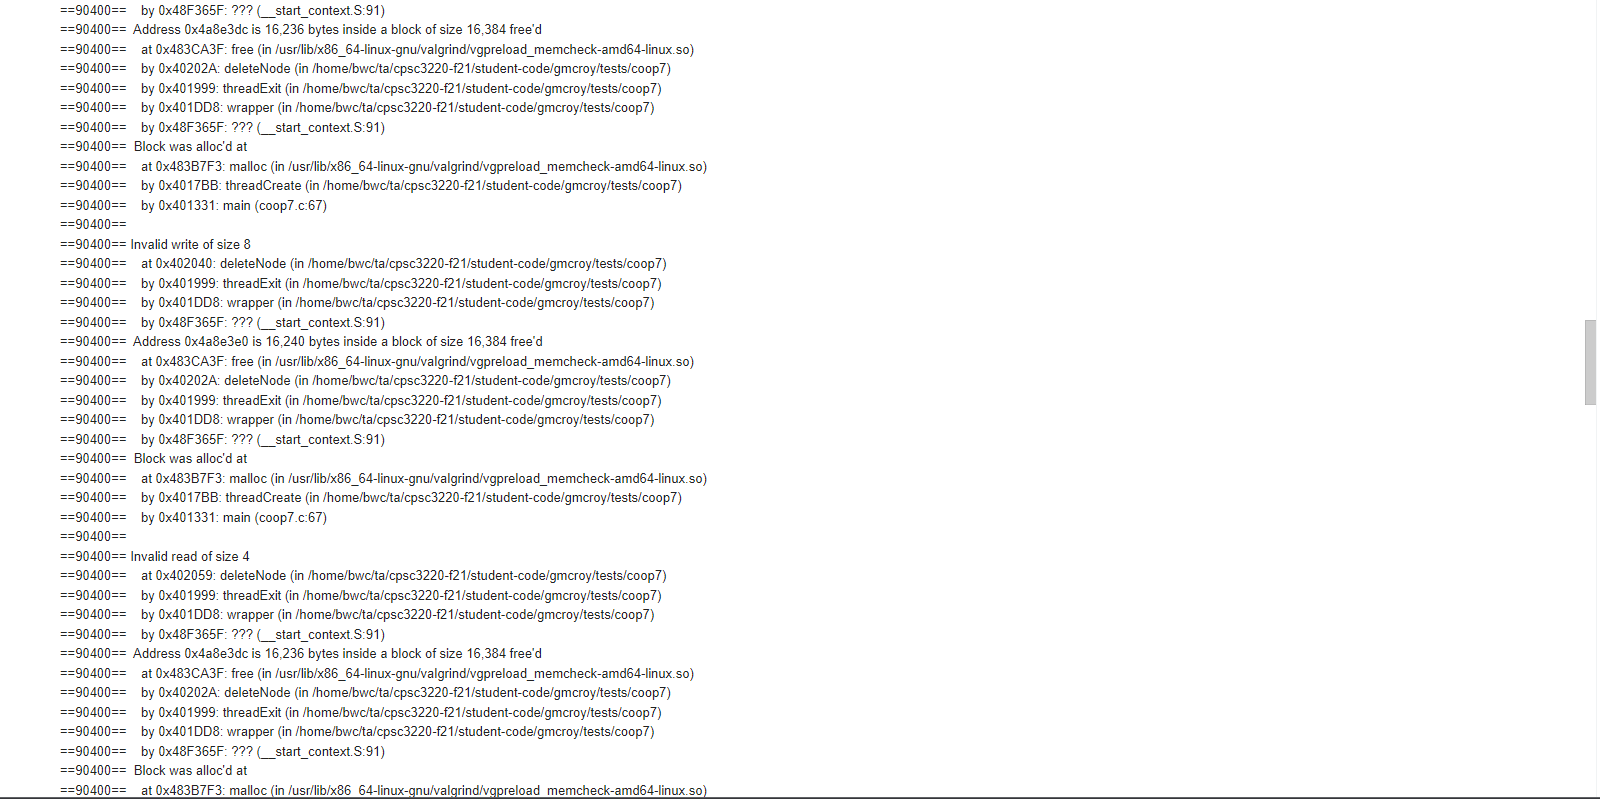 ==90400==    by 0x48F365F: ??? (__start_context.S:91)
==90400==  Address 0x4a8e3dc is 16,236 bytes inside a block of size 16,384 free'd
==90400==    at 0x483CA3F: free (in /usr/lib/x86_64-linux-gnu/valgrind/vgpreload_memcheck-amd64-linux.so)
==90400==    by 0x40202A: deleteNode (in /home/bwc/ta/cpsc3220-f21/student-code/gmcroy/tests/coop7)
==90400==    by 0x401999: threadExit (in /home/bwc/ta/cpsc3220-f21/student-code/gmcroy/tests/coop7)
==90400==    by 0x401DD8: wrapper (in /home/bwc/ta/cpsc3220-f21/student-code/gmcroy/tests/coop7)
==90400==    by 0x48F365F: ??? (__start_context.S:91)
==90400==  Block was alloc'd at
==90400==    at 0x483B7F3: malloc (in /usr/lib/x86_64-linux-gnu/valgrind/vgpreload_memcheck-amd64-linux.so)
==90400==    by 0x4017BB: threadCreate (in /home/bwc/ta/cpsc3220-f21/student-code/gmcroy/tests/coop7)
==90400==    by 0x401331: main (coop7.c:67)
==90400==
==90400== Invalid write of size 8
==90400==    at 0x402040: deleteNode (in /home/bwc/ta/cpsc3220-f21/student-code/gmcroy/tests/coop7)
==90400==    by 0x401999: threadExit (in /home/bwc/ta/cpsc3220-f21/student-code/gmcroy/tests/coop7)
==90400==    by 0x401DD8: wrapper (in /home/bwc/ta/cpsc3220-f21/student-code/gmcroy/tests/coop7)
==90400==    by 0x48F365F: ??? (__start_context.S:91)
==90400==  Address 0x4a8e3e0 is 16,240 bytes inside a block of size 16,384 free'd
==90400==    at 0x483CA3F: free (in /usr/lib/x86_64-linux-gnu/valgrind/vgpreload_memcheck-amd64-linux.so)
==90400==    by 0x40202A: deleteNode (in /home/bwc/ta/cpsc3220-f21/student-code/gmcroy/tests/coop7)
==90400==    by 0x401999: threadExit (in /home/bwc/ta/cpsc3220-f21/student-code/gmcroy/tests/coop7)
==90400==    by 0x401DD8: wrapper (in /home/bwc/ta/cpsc3220-f21/student-code/gmcroy/tests/coop7)
==90400==    by 0x48F365F: ??? (__start_context.S:91)
==90400==  Block was alloc'd at
==90400==    at 0x483B7F3: malloc (in /usr/lib/x86_64-linux-gnu/valgrind/vgpreload_memcheck-amd64-linux.so)
==90400==    by 0x4017BB: threadCreate (in /home/bwc/ta/cpsc3220-f21/student-code/gmcroy/tests/coop7)
==90400==    by 0x401331: main (coop7.c:67)
==90400==
==90400== Invalid read of size 4
==90400==    at 0x402059: deleteNode (in /home/bwc/ta/cpsc3220-f21/student-code/gmcroy/tests/coop7)
==90400==    by 0x401999: threadExit (in /home/bwc/ta/cpsc3220-f21/student-code/gmcroy/tests/coop7)
==90400==    by 0x401DD8: wrapper (in /home/bwc/ta/cpsc3220-f21/student-code/gmcroy/tests/coop7)
==90400==    by 0x48F365F: ??? (__start_context.S:91)
==90400==  Address 0x4a8e3dc is 16,236 bytes inside a block of size 16,384 free'd
==90400==    at 0x483CA3F: free (in /usr/lib/x86_64-linux-gnu/valgrind/vgpreload_memcheck-amd64-linux.so)
==90400==    by 0x40202A: deleteNode (in /home/bwc/ta/cpsc3220-f21/student-code/gmcroy/tests/coop7)
==90400==    by 0x401999: threadExit (in /home/bwc/ta/cpsc3220-f21/student-code/gmcroy/tests/coop7)
==90400==    by 0x401DD8: wrapper (in /home/bwc/ta/cpsc3220-f21/student-code/gmcroy/tests/coop7)
==90400==    by 0x48F365F: ??? (__start_context.S:91)
==90400==  Block was alloc'd at
==90400==    at 0x483B7F3: malloc (in /usr/lib/x86_64-linux-gnu/valgrind/vgpreload_memcheck-amd64-linux.so)